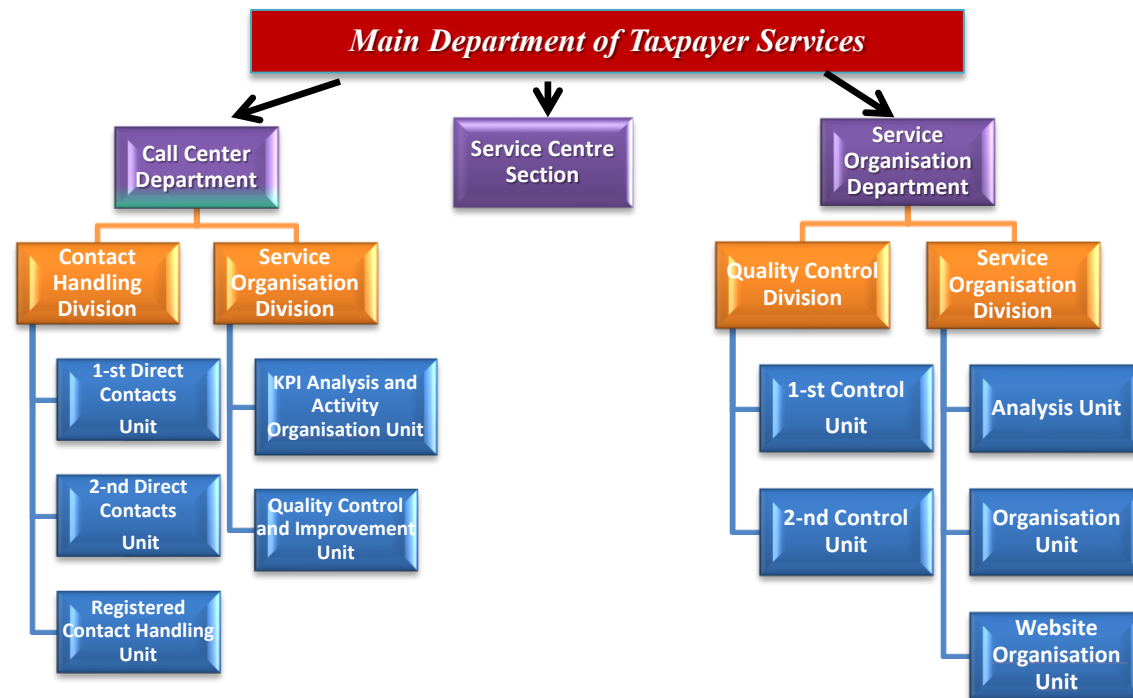 Main Department of Taxpayer Services
Call Center
Department
Service Centre
Section
Service
Organisation
Department
Contact
Handling
Division
Service
Organisation
Division
Quality Control
Division
Service
Organisation
Division
1-st Direct
Contacts
Unit
2-nd Direct
Contacts
Unit
Registered
Contact Handling
Unit
KPI Analysis and
Activity
Organisation Unit
Quality Control
and Improvement
Unit
1-st Control
Unit
2-nd Control
Unit
Analysis Unit
Organisation
Unit
Website
Organisation
Unit